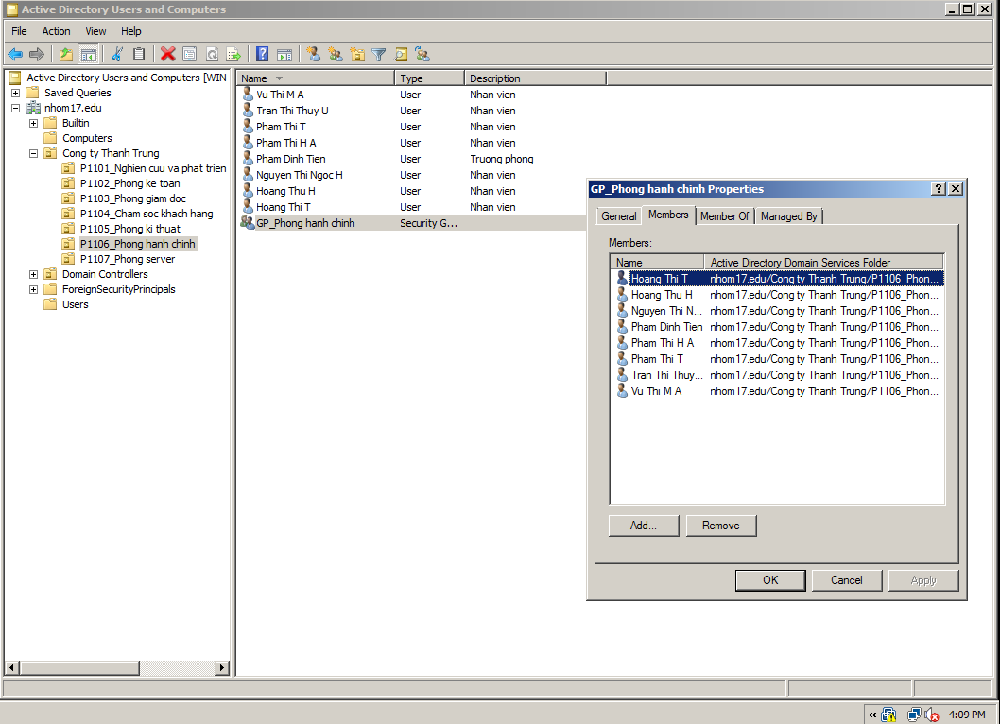 Active Directory Users and Computers
File Action View Help
Active Directory Users and Computers [WIN-
Saved Queries
nhom17.edu
Builtin
Computers
Cong ty Thanh Trung
P1101_Nghien cuu va phat trien
P1102_Phong ke toan
P1103_Phong giam doc
P1104_Cham soc khach hang
P1105_Phong ki thuat
P1106_Phong hanh chinh
P1107_Phong server
Domain Controllers
ForeignSecurityPrincipals
Users
Name Type Description
Vu Thi M A User Nhan vien
Tran Thi Thuy U User Nhan vien
Pham Thi T User Nhan vien
Pham Thi H A User Nhan vien
Pham Dinh Tien User Truong phong
Nguyen Thi Ngoc H User Nhan vien
Hoang Thu H User Nhan vien
Hoang Thi T User Nhan vien
GP_Phong hanh chinh Security G...
GP_Phong hanh chinh Properties
General Members Member Of Managed By
Members:
Name Active Directory Domain Services Folder
Hoang Thi T nhom17.edu/Cong ty Thanh Trung/P1106_Phon...
Hoang Thu H nhom17.edu/Cong ty Thanh Trung/P1106_Phon...
Nguyen Thi N... nhom17.edu/Cong ty Thanh Trung/P1106_Phon...
Pham Dinh Tien nhom17.edu/Cong ty Thanh Trung/P1106_Phon...
Pham Thi H A nhom17.edu/Cong ty Thanh Trung/P1106_Phon...
Pham Thi T nhom17.edu/Cong ty Thanh Trung/P1106_Phon...
Tran Thi Thuy... nhom17.edu/Cong ty Thanh Trung/P1106_Phon...
Vu Thi M A nhom17.edu/Cong ty Thanh Trung/P1106_Phon...
Add... Remove
OK Cancel Apply
4:09 PM